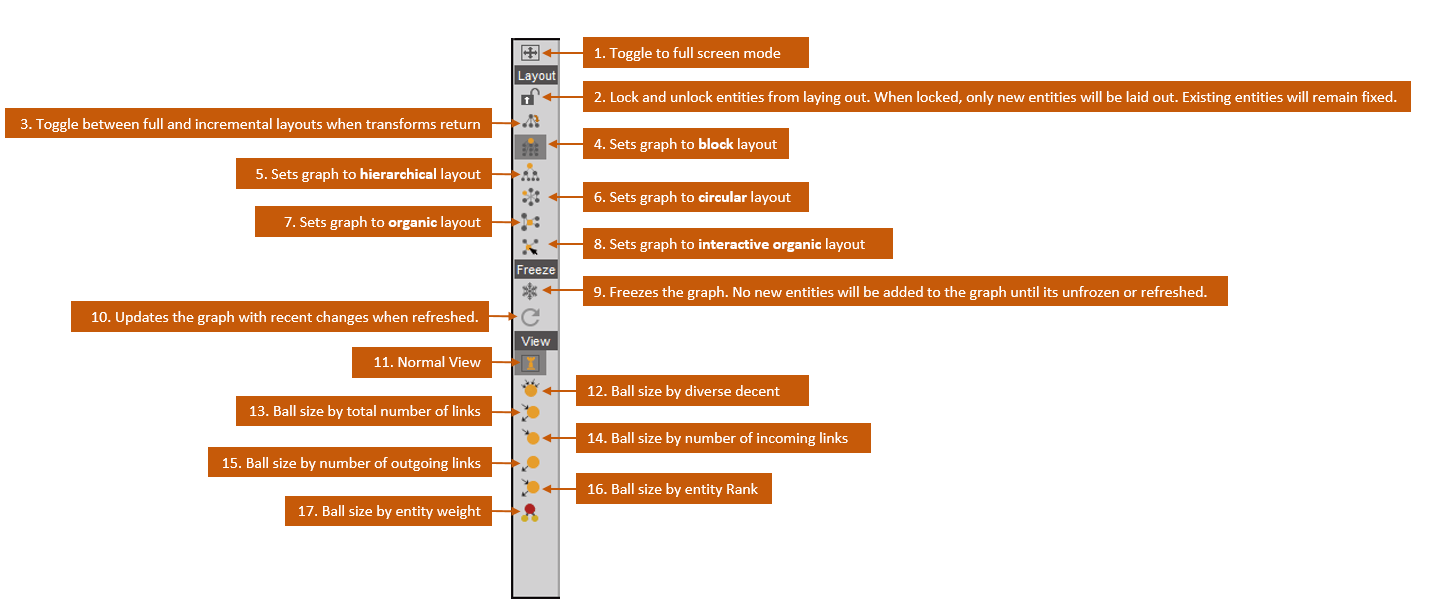 1. Toggle to full screen mode
Layout
2. Lock and unlock entities from laying out. When locked, only new entities will be laid out. Existing entities will remain fixed.
3. Toggle between full and incremental layouts when transforms return
4. Sets graph to block layout
5. Sets graph to hierarchical layout
6. Sets graph to circular layout
7. Sets graph to organic layout
8. Sets graph to interactive organic layout
Freeze
9. Freezes the graph. No new entities will be added to the graph until its unfrozen or refreshed.
10. Updates the graph with recent changes when refreshed.
View
11. Normal View
12. Ball size by diverse decent
13. Ball size by total number of links
14. Ball size by number of incoming links
15. Ball size by number of outgoing links
16. Ball size by entity Rank
17. Ball size by entity weight